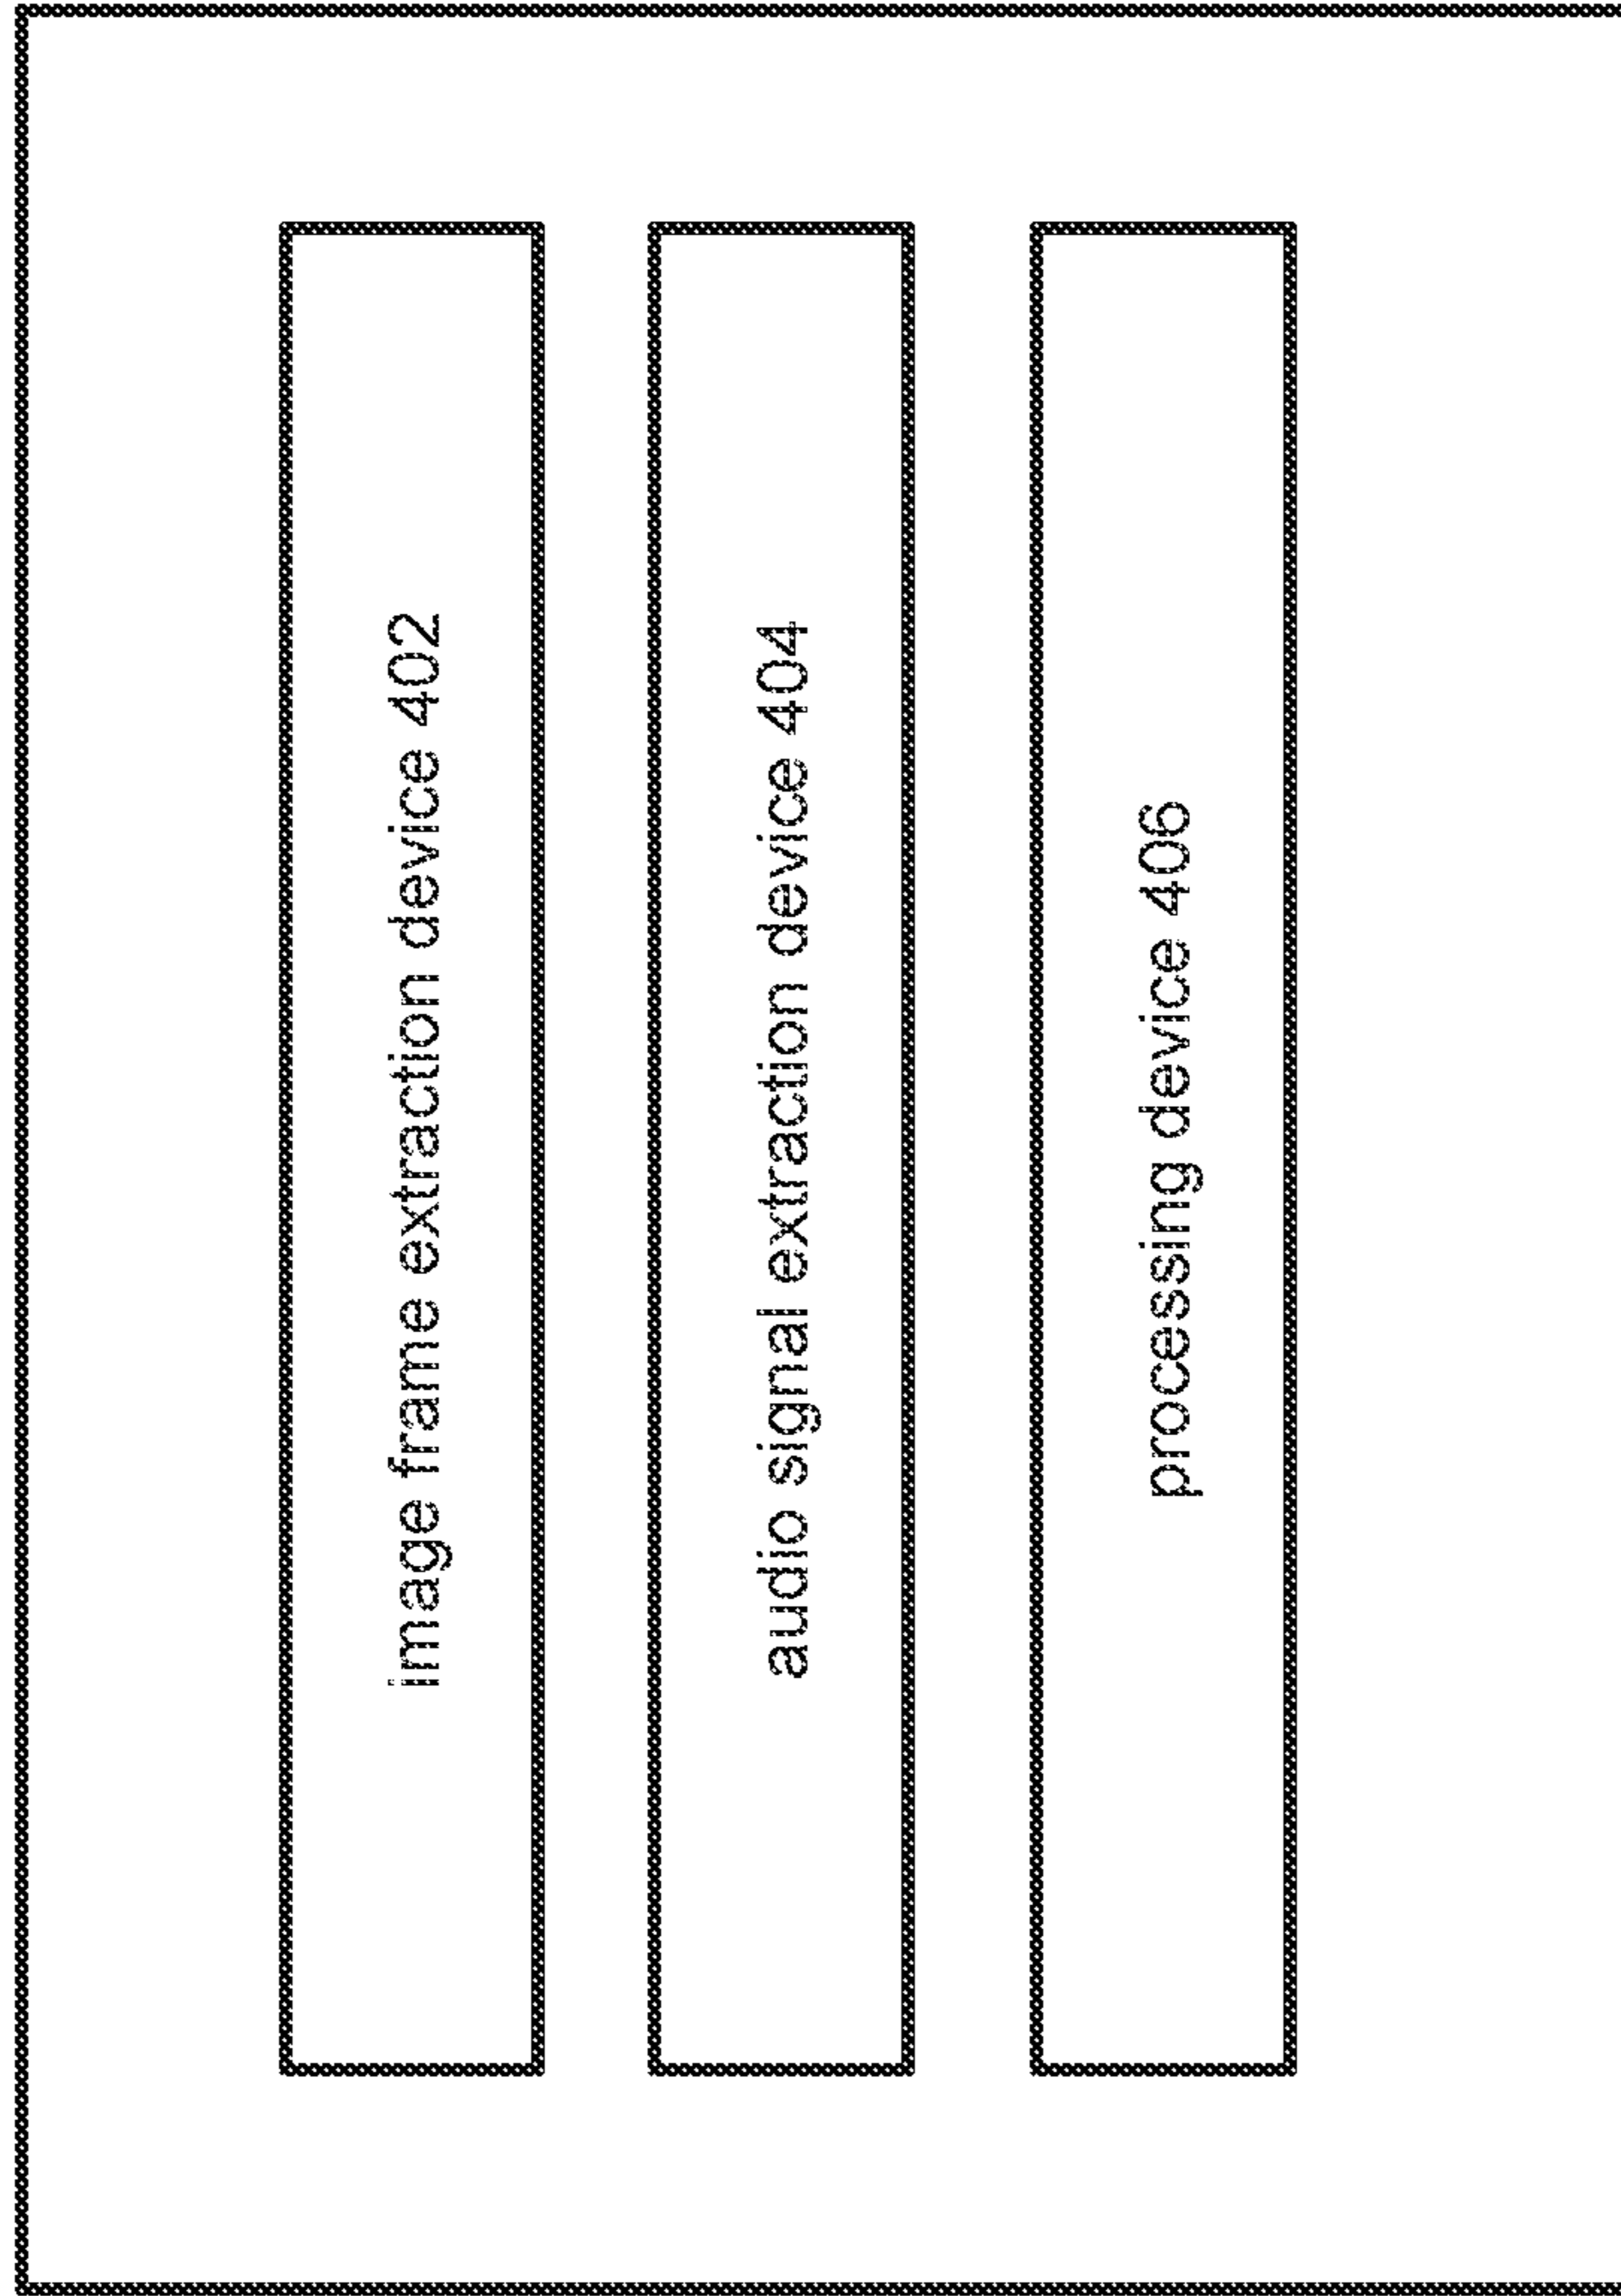 image frame extraction device 402
audio signal extraction device 404
processing device 406